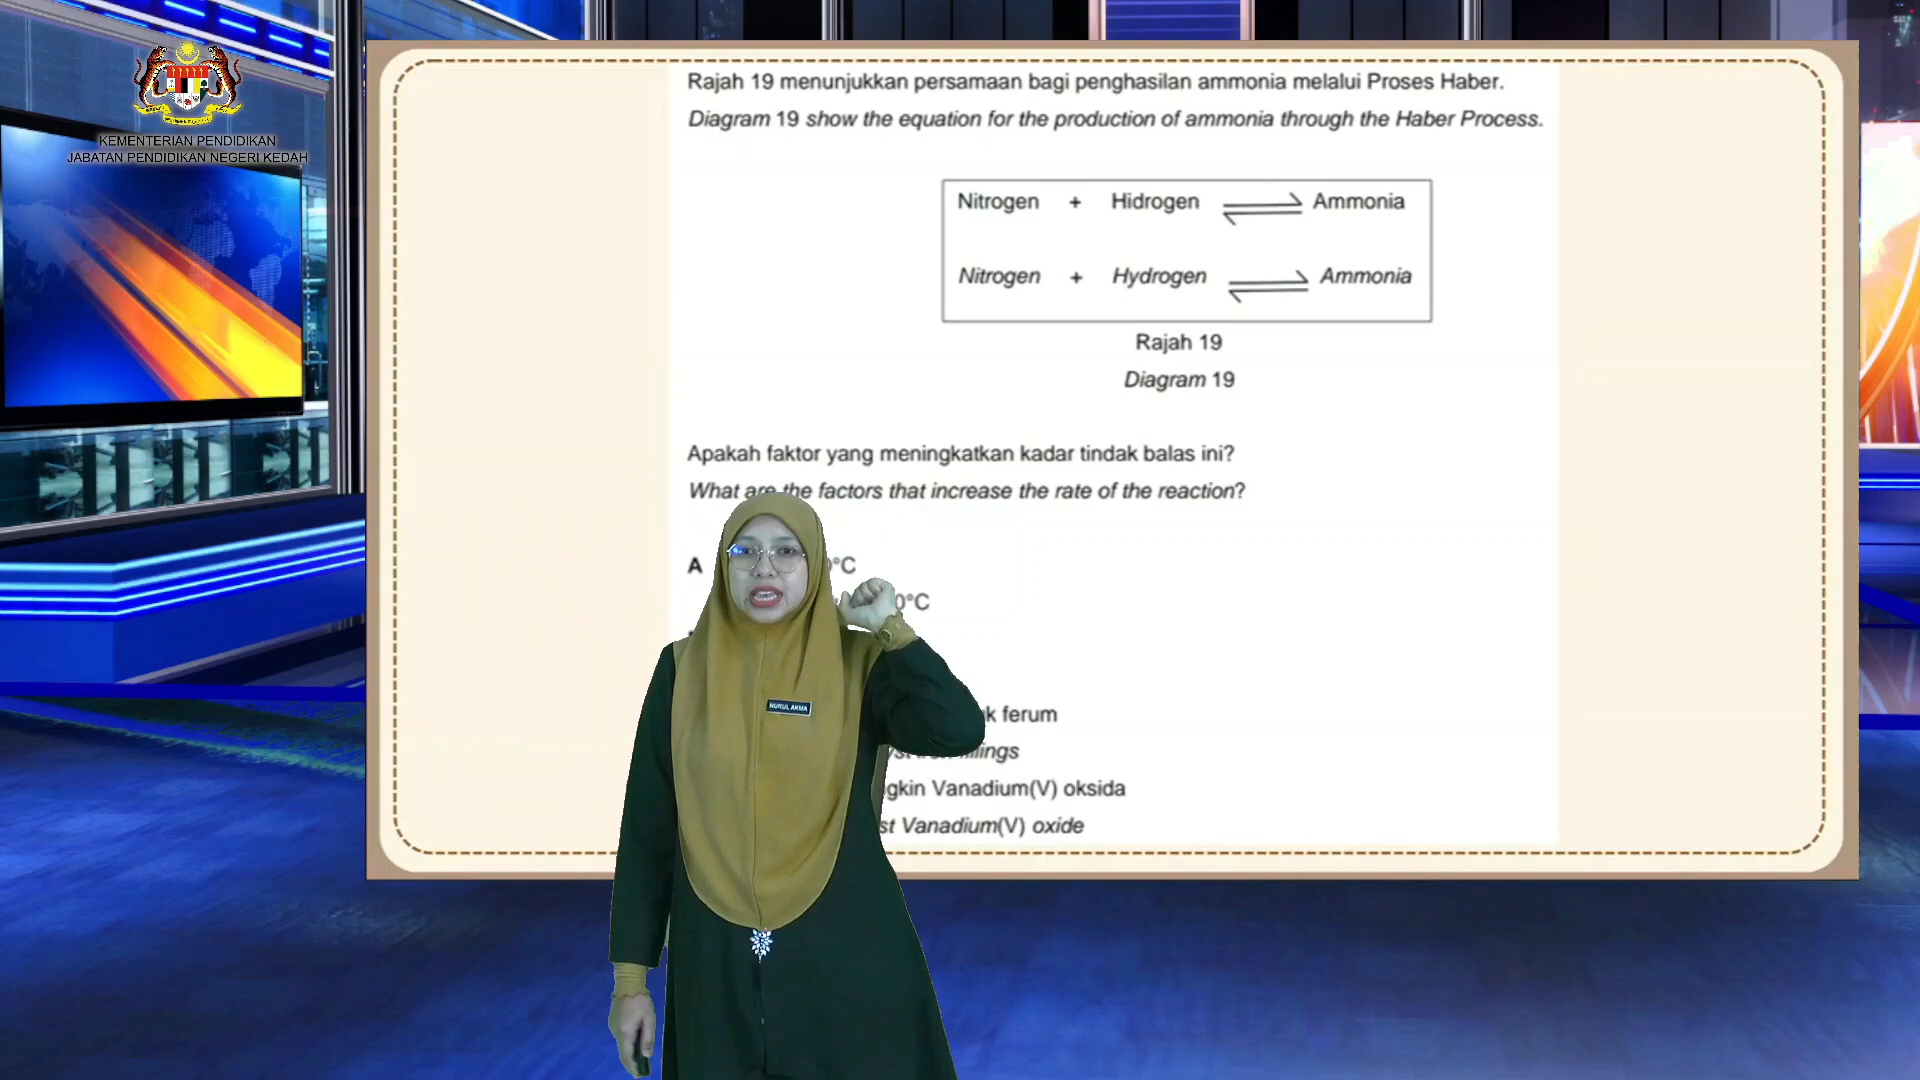 KEMENTERIAN PENDIDIKAN
JABATAN PENDIDIKAN NEGERI KEDAH
Rajah 19 menunjukkan persamaan bagi penghasilan ammonia melalui Proses Haber.
Diagram 19 show the equation for the production of ammonia through the Haber Process.
Nitrogen + Hidrogen ⇌ Ammonia
Nitrogen + Hydrogen ⇌ Ammonia
Rajah 19
Diagram 19
Apakah faktor yang meningkatkan kadar tindak balas ini?
What are the factors that increase the rate of the reaction?
A °C
0°C
ferum
Vanadium(V) oksida
Vanadium(V) oxide
NURUL AKMA